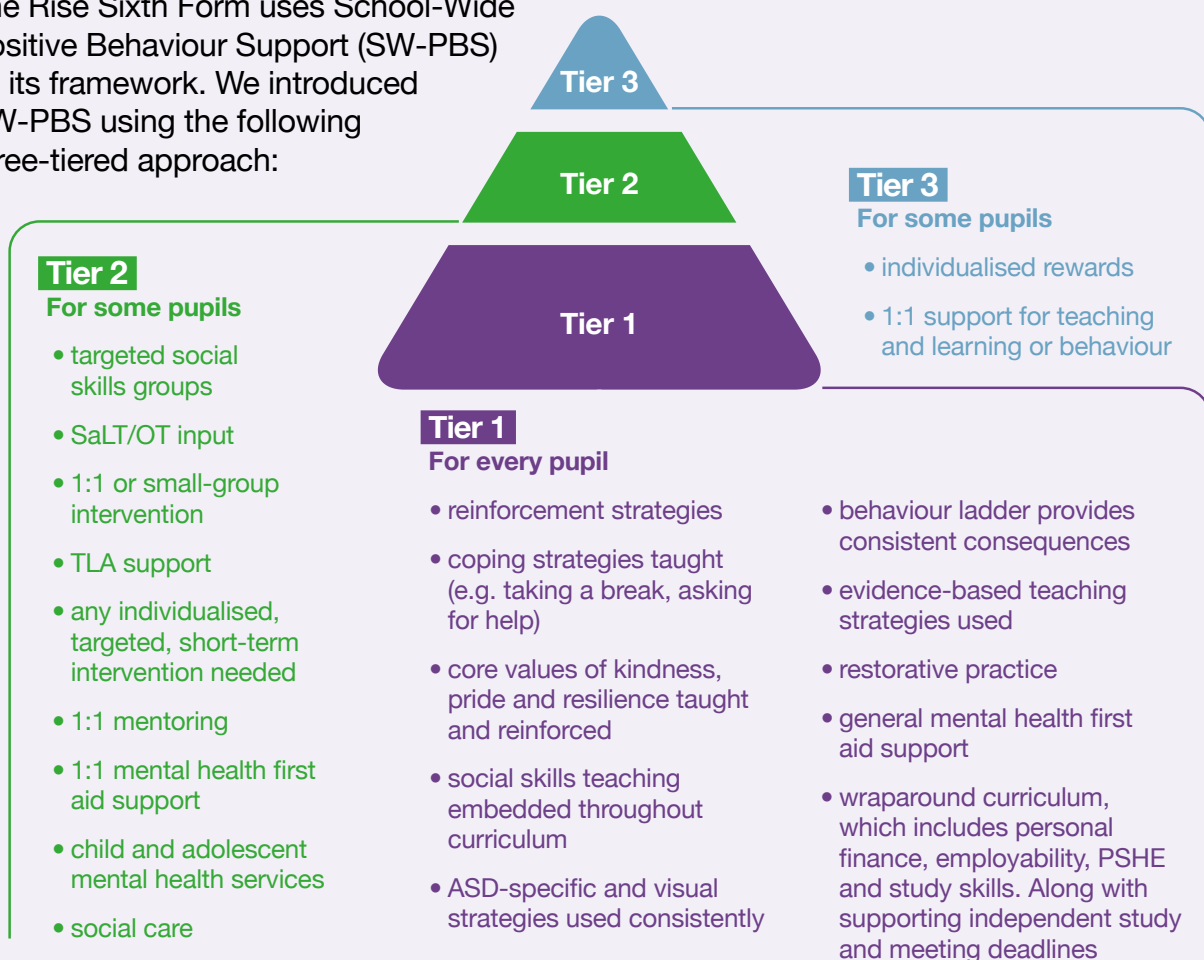 Rise Sixth Form uses School-Wide
Positive Behaviour Support (SW-PBS)
its framework. We introduced
SW-PBS using the following
three-tiered approach:
Tier 3
Tier 2
Tier 1
Tier 2
For some pupils
• targeted social
skills groups
• SaLT/OT input
• 1:1 or small-group
intervention
• TLA support
• any individualised,
targeted, short-term
intervention needed
• 1:1 mentoring
• 1:1 mental health first
aid support
• child and adolescent
mental health services
• social care
Tier 3
For some pupils
• individualised rewards
• 1:1 support for teaching
and learning or behaviour
Tier 1
For every pupil
• reinforcement strategies
• coping strategies taught
(e.g. taking a break, asking
for help)
• core values of kindness,
pride and resilience taught
and reinforced
• social skills teaching
embedded throughout
curriculum
• ASD-specific and visual
strategies used consistently
• behaviour ladder provides
consistent consequences
• evidence-based teaching
strategies used
• restorative practice
• general mental health first
aid support
• wraparound curriculum,
which includes personal
finance, employability, PSHE
and study skills. Along with
supporting independent study
and meeting deadlines